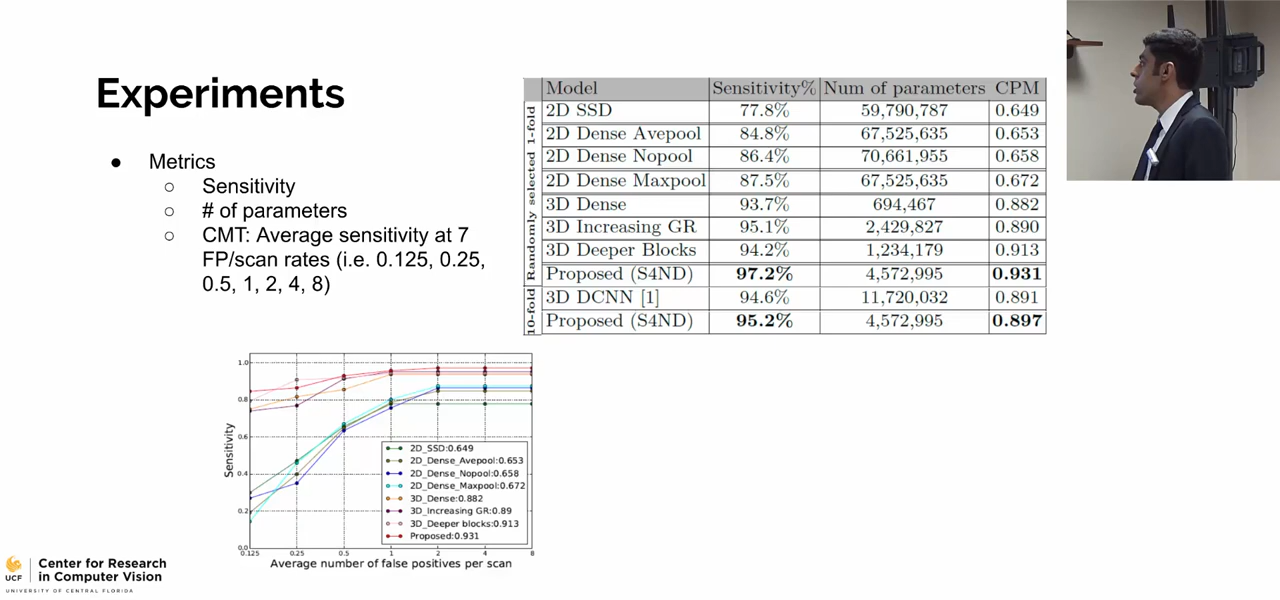 Experiments
● Metrics
○ Sensitivity
○ # of parameters
○ CMT: Average sensitivity at 7
FP/scan rates (i.e. 0.125, 0.25,
0.5, 1, 2, 4, 8)
Model Sensitivity% Num of parameters CPM
Randomly selected 1-fold
2D SSD 77.8% 59,790,787 0.649
2D Dense Avepool 84.8% 67,525,635 0.653
2D Dense Nopool 86.4% 70,661,955 0.658
2D Dense Maxpool 87.5% 67,525,635 0.672
3D Dense 93.7% 694,467 0.882
3D Increasing GR 95.1% 2,429,827 0.890
3D Deeper Blocks 94.2% 1,234,179 0.913
Proposed (S4ND) 97.2% 4,572,995 0.931
10-fold
3D DCNN [1] 94.6% 11,720,032 0.891
Proposed (S4ND) 95.2% 4,572,995 0.897
Sensitivity
1.0
0.8
0.6
0.4
0.2
0.0
2D_SSD:0.649
2D_Dense_Avepool:0.653
2D_Dense_Nopool:0.658
2D_Dense_Maxpool:0.672
3D_Dense:0.882
3D_Increasing GR:0.89
3D_Deeper blocks:0.913
Proposed:0.931
0.125 0.25 0.5 1 2 4 8
Average number of false positives per scan
UCF
Center for Research
in Computer Vision
UNIVERSITY OF CENTRAL FLORIDA